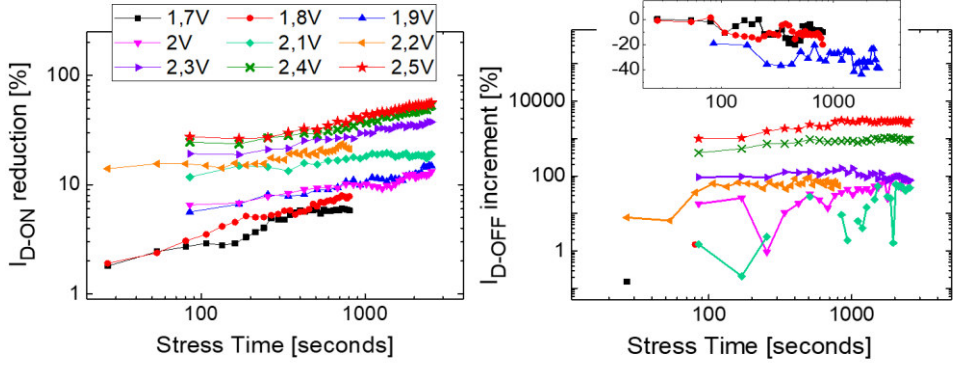 1,7V 1,8V 1,9V
2V 2,1V 2,2V
2,3V 2,4V 2,5V
I_D-ON reduction [%]
100
10
1
100 1000
Stress Time [seconds]
I_D-OFF increment [%]
0
-20
-40
100 1000
10000
100
1
100 1000
Stress Time [seconds]